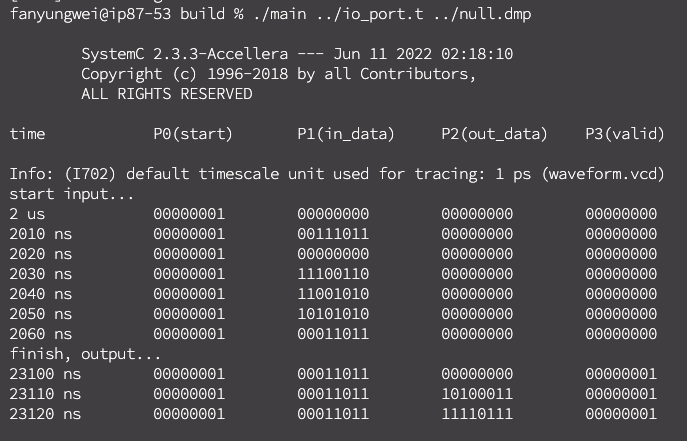 fanyungwei@ip87-53 build % ./main ../io_port.t ../null.dmp
SystemC 2.3.3-Accellera --- Jun 11 2022 02:18:10
Copyright (c) 1996-2018 by all Contributors,
ALL RIGHTS RESERVED
time P0(start) P1(in_data) P2(out_data) P3(valid)
Info: (I702) default timescale unit used for tracing: 1 ps (waveform.vcd)
start input...
2 us 00000001 00000000 00000000 00000000
2010 ns 00000001 00111011 00000000 00000000
2020 ns 00000001 00000000 00000000 00000000
2030 ns 00000001 11100110 00000000 00000000
2040 ns 00000001 11001010 00000000 00000000
2050 ns 00000001 10101010 00000000 00000000
2060 ns 00000001 00011011 00000000 00000000
finish, output...
23100 ns 00000001 00011011 00000000 00000001
23110 ns 00000001 00011011 10100011 00000001
23120 ns 00000001 00011011 11110111 00000001